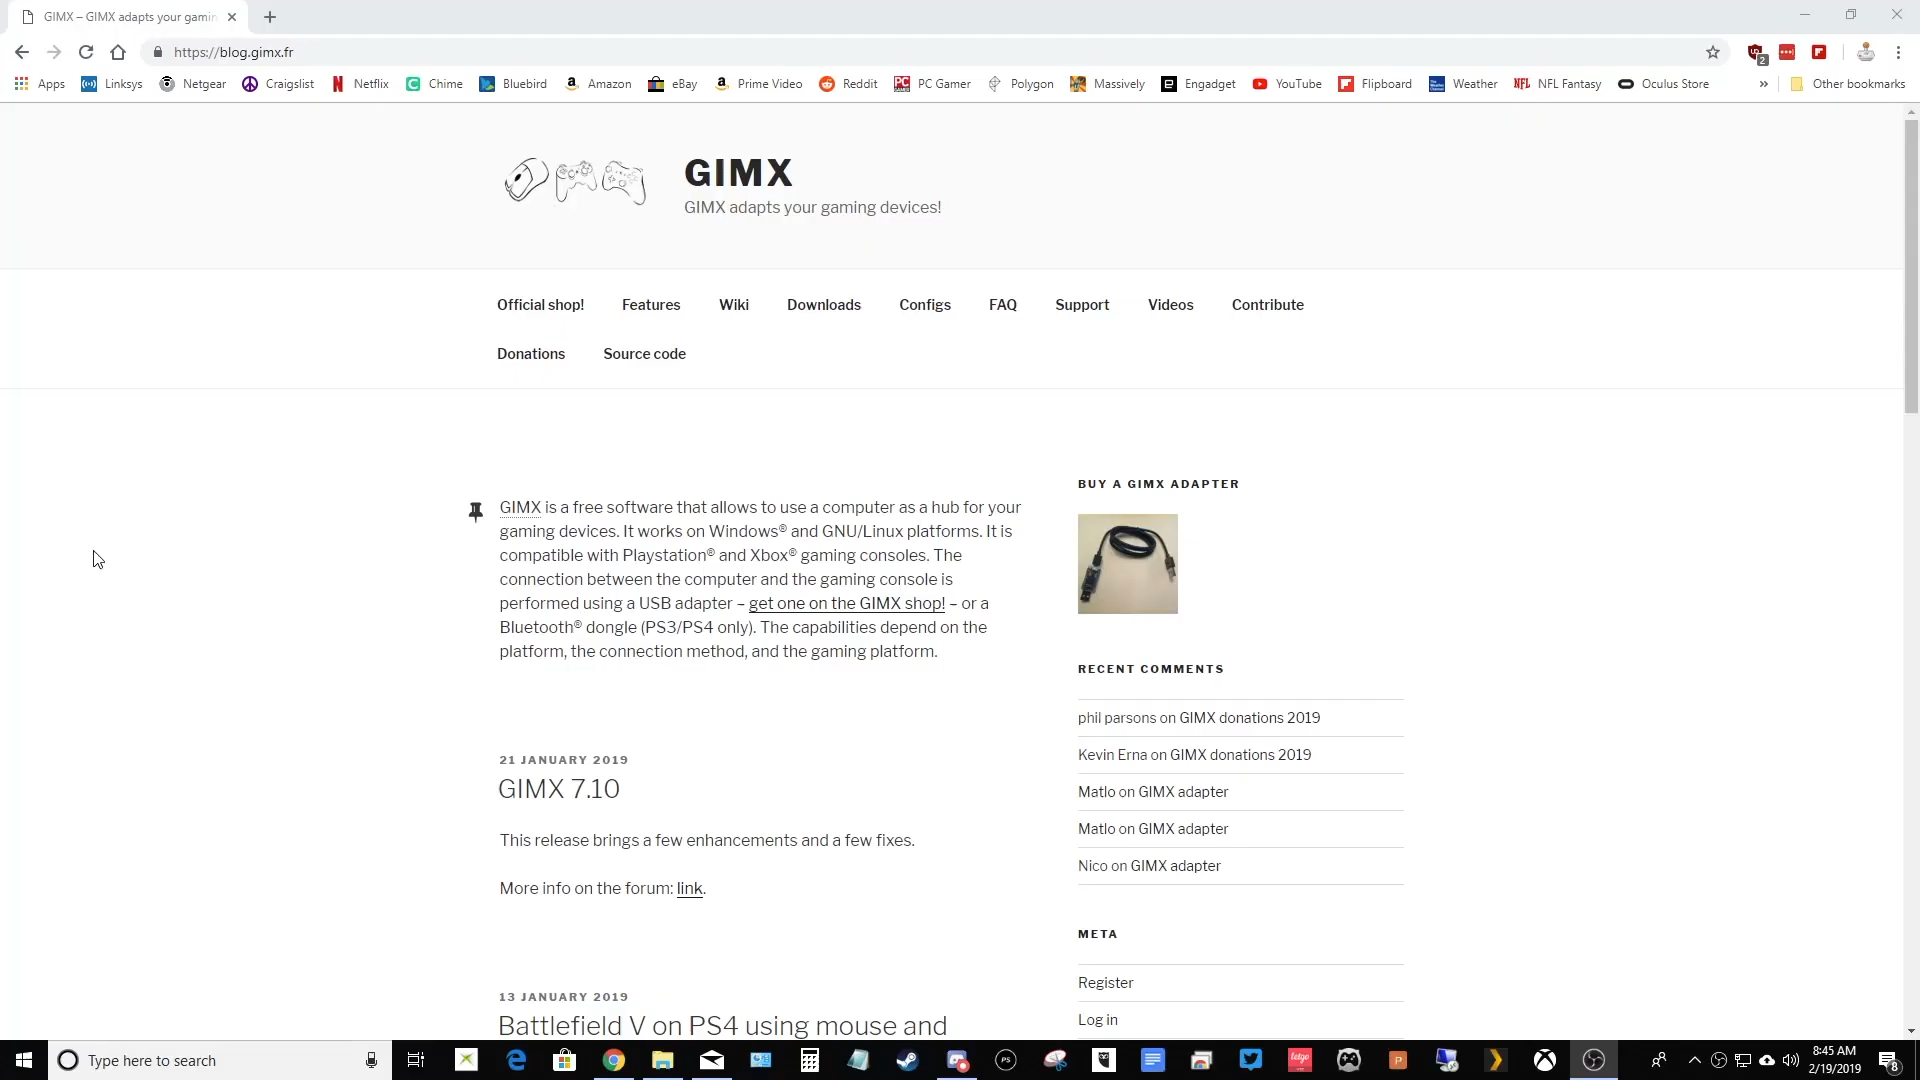 GIMX – GIMX adapts your gamin
https://blog.gimx.fr
2
Apps Linksys Netgear Craigslist Netflix Chime Bluebird Amazon eBay Prime Video Reddit PC Gamer Polygon Massively Engadget YouTube Flipboard Weather NFL Fantasy Oculus Store » Other bookmarks
GIMX
GIMX adapts your gaming devices!
Official shop! Features Wiki Downloads Configs FAQ Support Videos Contribute
Donations Source code
GIMX is a free software that allows to use a computer as a hub for your
gaming devices. It works on Windows® and GNU/Linux platforms. It is
compatible with Playstation® and Xbox® gaming consoles. The
connection between the computer and the gaming console is
performed using a USB adapter – get one on the GIMX shop! – or a
Bluetooth® dongle (PS3/PS4 only). The capabilities depend on the
platform, the connection method, and the gaming platform.
21 JANUARY 2019
GIMX 7.10
This release brings a few enhancements and a few fixes.
More info on the forum: link.
13 JANUARY 2019
Battlefield V on PS4 using mouse and
BUY A GIMX ADAPTER
RECENT COMMENTS
phil parsons on GIMX donations 2019
Kevin Erna on GIMX donations 2019
Matlo on GIMX adapter
Matlo on GIMX adapter
Nico on GIMX adapter
META
Register
Log in
Type here to search
letgo
8:45 AM
2/19/2019
8